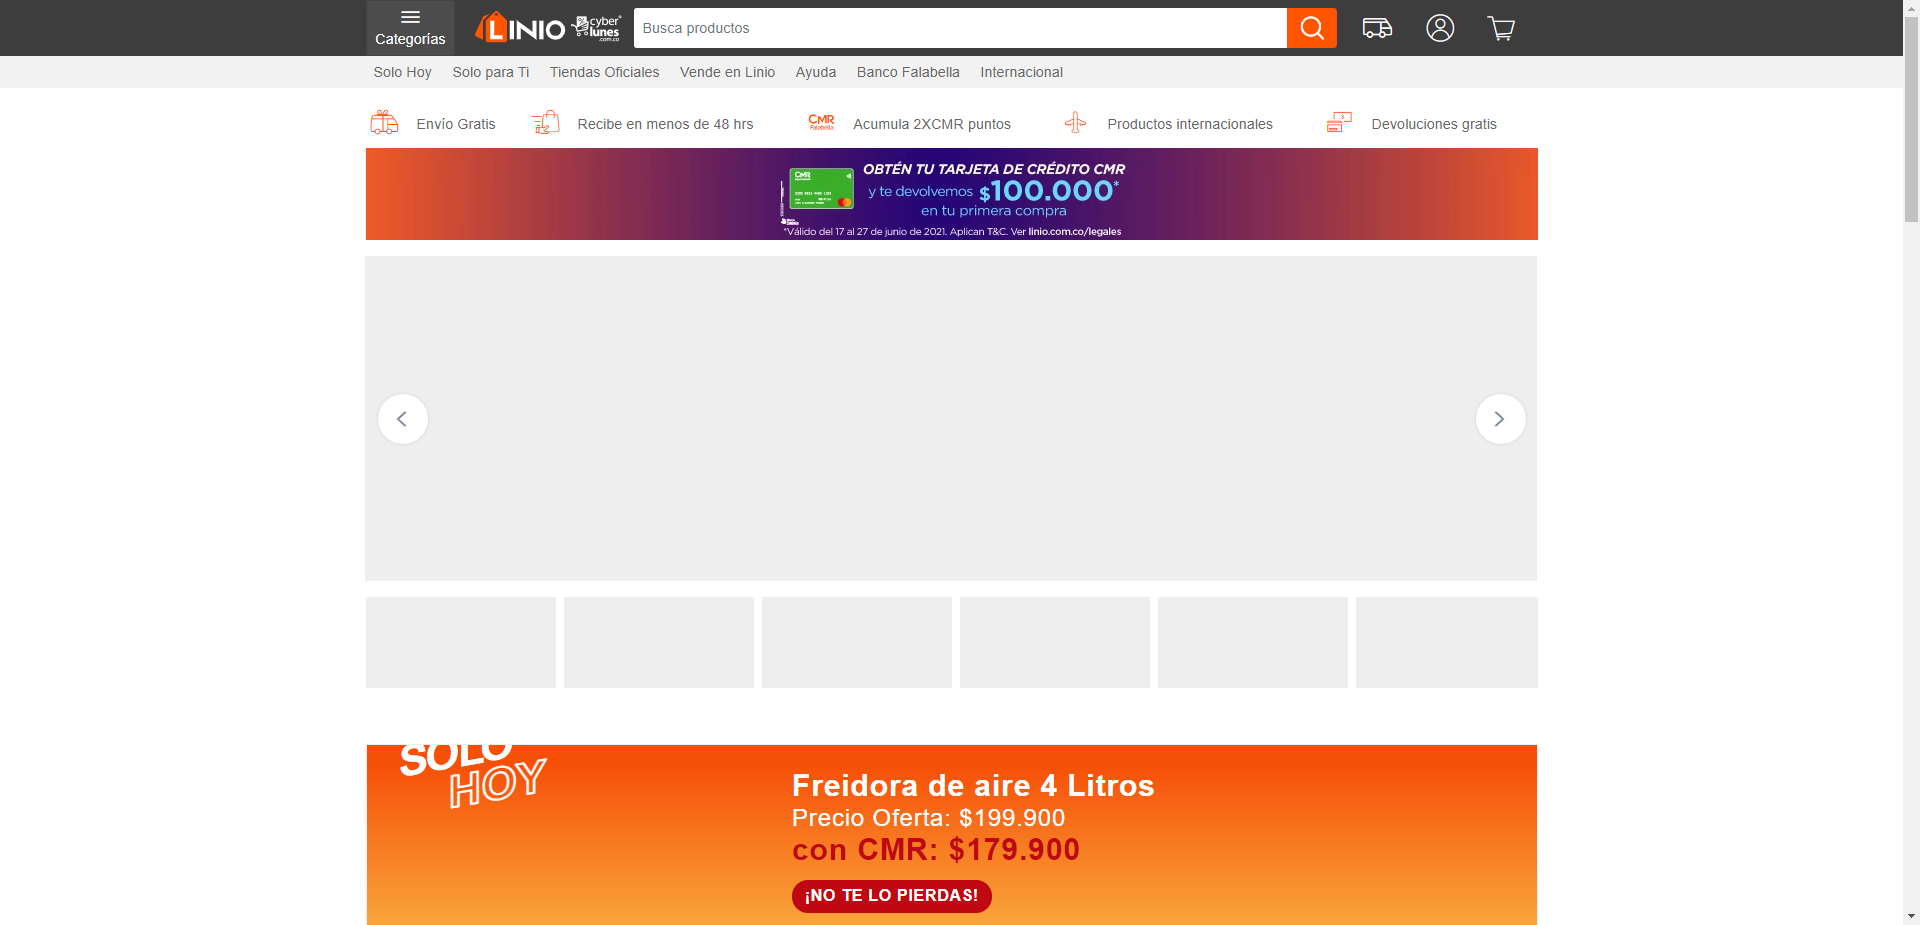 Categorías
LINIO
cyber
lunes
.com.co
Busca productos
Solo Hoy
Solo para Ti
Tiendas Oficiales
Vende en Linio
Ayuda
Banco Falabella
Internacional
Envío Gratis
Recibe en menos de 48 hrs
CMR
Falabella
Acumula 2XCMR puntos
Productos internacionales
Devoluciones gratis
CMR
OBTÉN TU TARJETA DE CRÉDITO CMR
y te devolvemos $100.000*
en tu primera compra
*Válido del 17 al 27 de junio de 2021. Aplican T&C. Ver linio.com.co/legales
SOLO
HOY
Freidora de aire 4 Litros
Precio Oferta: $199.900
con CMR: $179.900
¡NO TE LO PIERDAS!